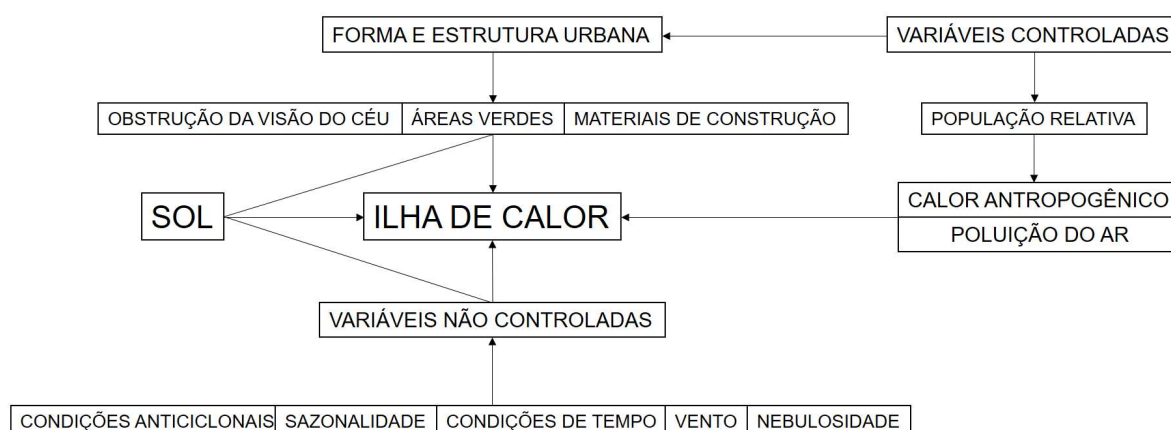 FORMA E ESTRUTURA URBANA
VARIÁVEIS CONTROLADAS
OBSTRUÇÃO DA VISÃO DO CÉU
ÁREAS VERDES
MATERIAIS DE CONSTRUÇÃO
POPULAÇÃO RELATIVA
SOL
ILHA DE CALOR
CALOR ANTROPOGÊNICO
POLUIÇÃO DO AR
VARIÁVEIS NÃO CONTROLADAS
CONDIÇÕES ANTICICLONAIS
SAZONALIDADE
CONDIÇÕES DE TEMPO
VENTO
NEBULOSIDADE